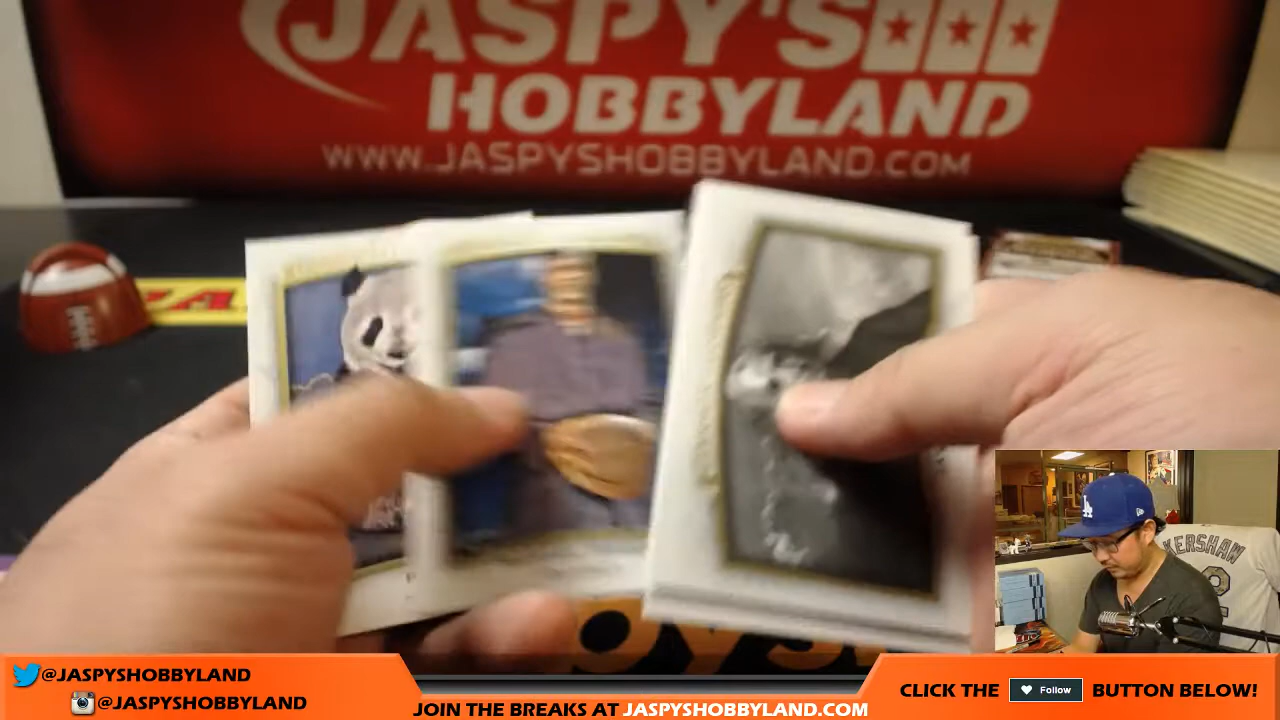 JASPY'S
HOBBYLAND
WWW.JASPYSHOBBYLAND.COM
LA
KERSHAW
@JASPYSHOBBYLAND
@JASPYSHOBBYLAND
JOIN THE BREAKS AT JASPYSHOBBYLAND.COM
CLICK THE Follow BUTTON BELOW!